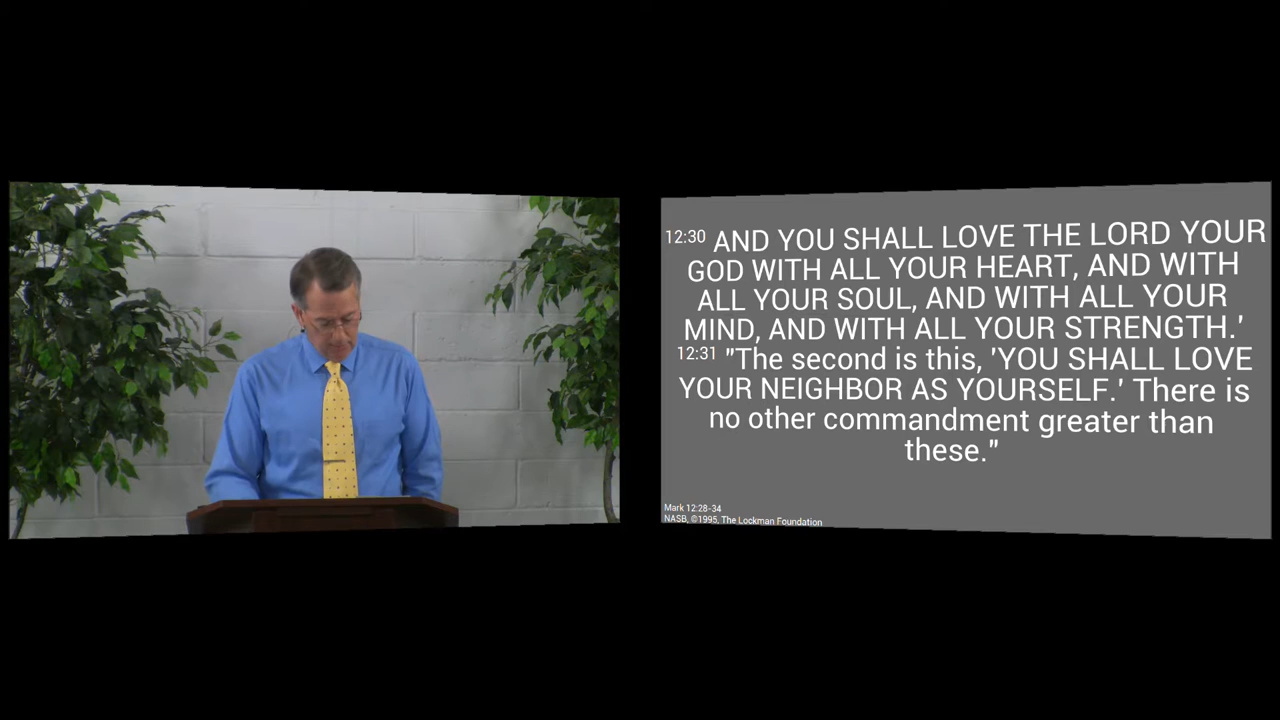 12:30 AND YOU SHALL LOVE THE LORD YOUR
GOD WITH ALL YOUR HEART, AND WITH
ALL YOUR SOUL, AND WITH ALL YOUR
MIND, AND WITH ALL YOUR STRENGTH.'
12:31 "The second is this, 'YOU SHALL LOVE
YOUR NEIGHBOR AS YOURSELF.' There is
no other commandment greater than
these."
Mark 12:28-34
NASB, ©1995, The Lockman Foundation